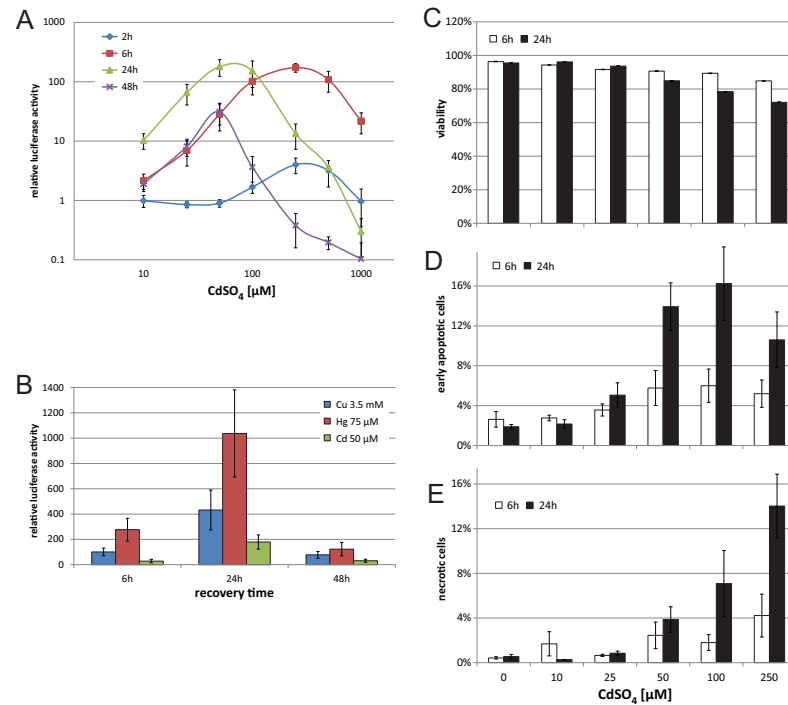 A
relative luciferase activity
1000
100
10
1
0.1
2h
6h
24h
48h
10 100 1000
CdSO4 [µM]
B
relative luciferase activity
1400
1200
1000
800
600
400
200
0
Cu 3.5 mM
Hg 75 µM
Cd 50 µM
6h 24h 48h
recovery time
C
viability
120%
100%
80%
60%
40%
20%
0%
6h 24h
D
early apoptotic cells
16%
12%
8%
4%
0%
6h 24h
E
necrotic cells
16%
12%
8%
4%
0%
6h 24h
0 10 25 50 100 250
CdSO4 [µM]